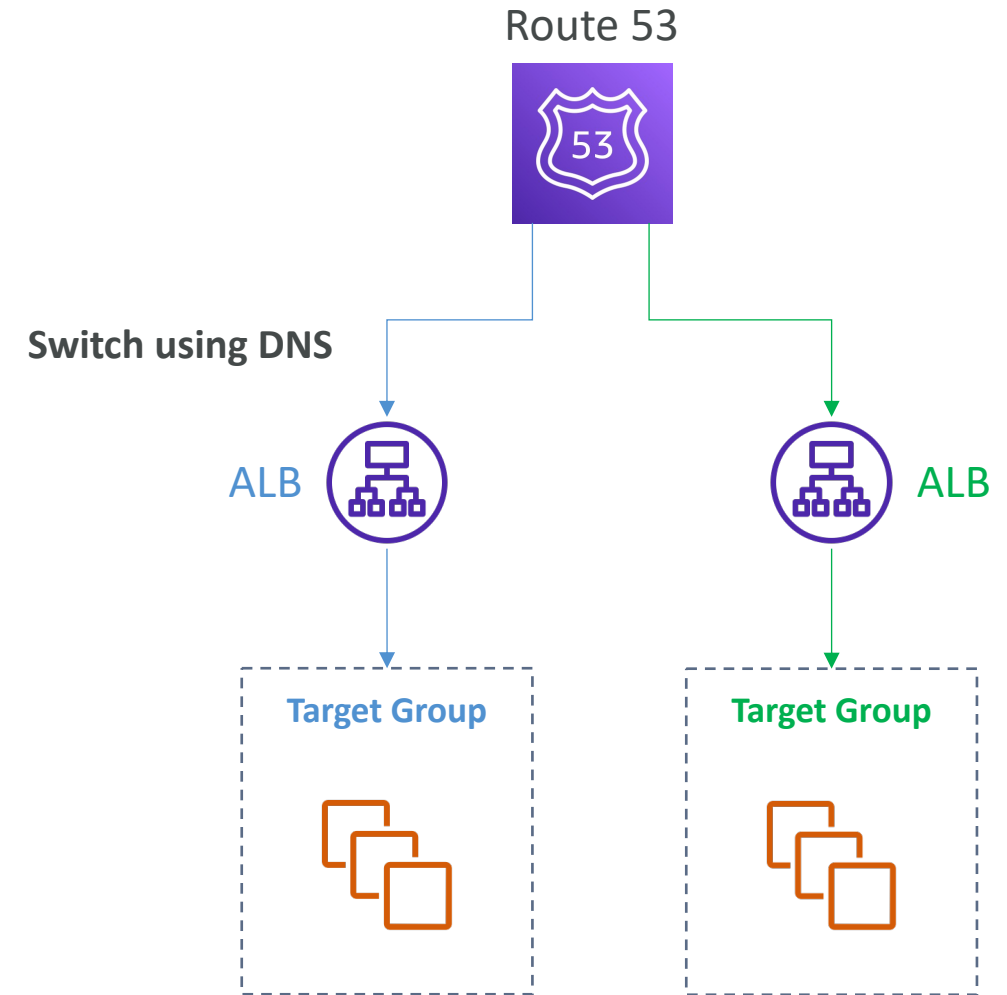 Route 53
53
Switch using DNS
ALB
ALB
Target Group
Target Group